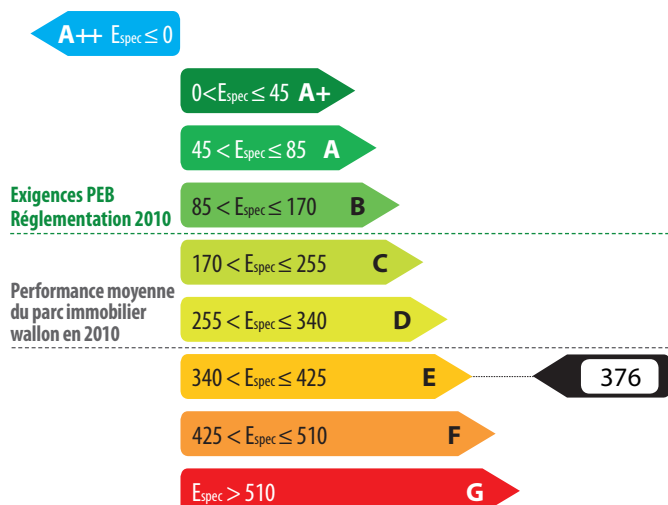 A++ Espec ≤ 0
0<Espec ≤ 45 A+
45 < Espec ≤ 85 A
Exigences PEB
Réglementation 2010
85 < Espec ≤ 170 B
170 < Espec ≤ 255 C
Performance moyenne
du parc immobilier
wallon en 2010
255 < Espec ≤ 340 D
340 < Espec ≤ 425 E 376
425 < Espec ≤ 510 F
Espec > 510 G